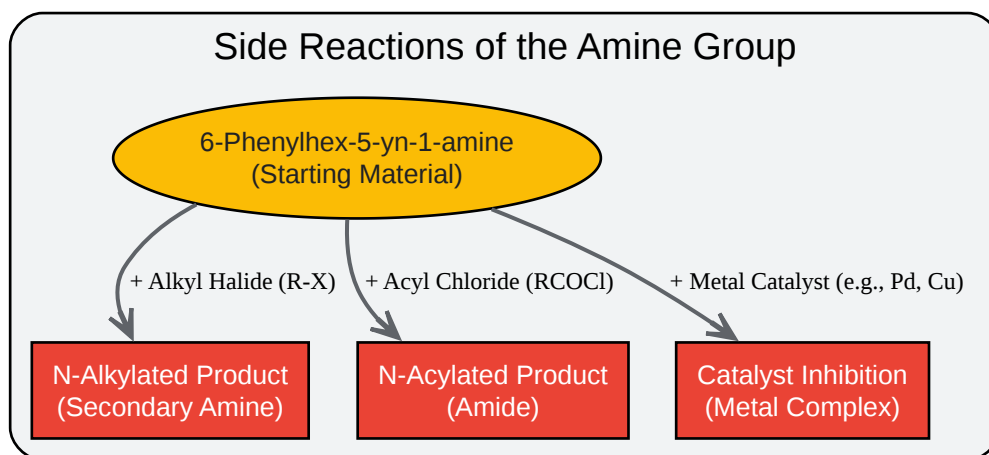 Side Reactions of the Amine Group
6-Phenylhex-5-yn-1-amine
(Starting Material)
+ Alkyl Halide (R-X)
+ Acyl Chloride (RCOCl)
+ Metal Catalyst (e.g., Pd, Cu)
N-Alkylated Product
(Secondary Amine)
N-Acylated Product
(Amide)
Catalyst Inhibition
(Metal Complex)